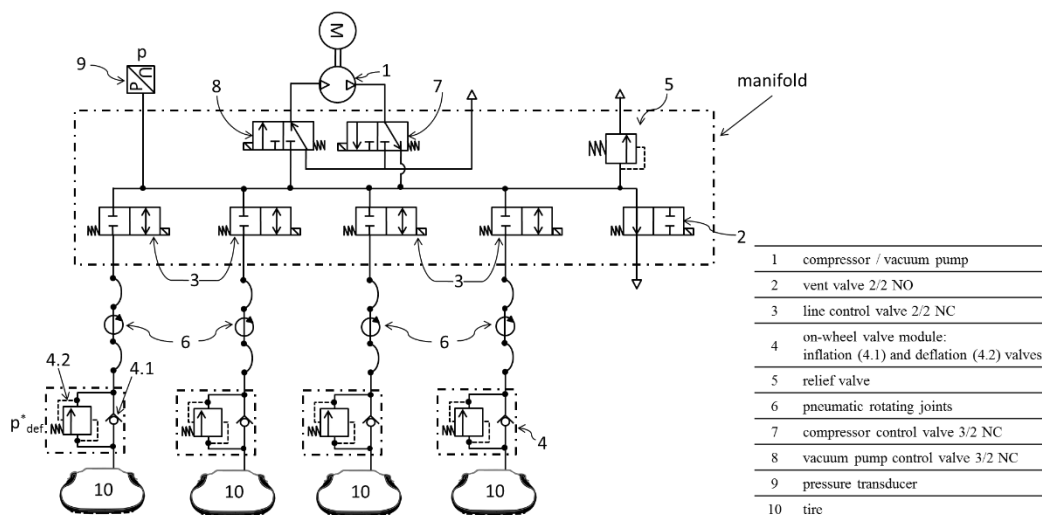 M
p
9
P
U
1
8
7
5
manifold
3
3
2
6
6
4.2
4.1
p*def
4
10
10
10
10
1 compressor / vacuum pump
2 vent valve 2/2 NO
3 line control valve 2/2 NC
4 on-wheel valve module:
inflation (4.1) and deflation (4.2) valves
5 relief valve
6 pneumatic rotating joints
7 compressor control valve 3/2 NC
8 vacuum pump control valve 3/2 NC
9 pressure transducer
10 tire